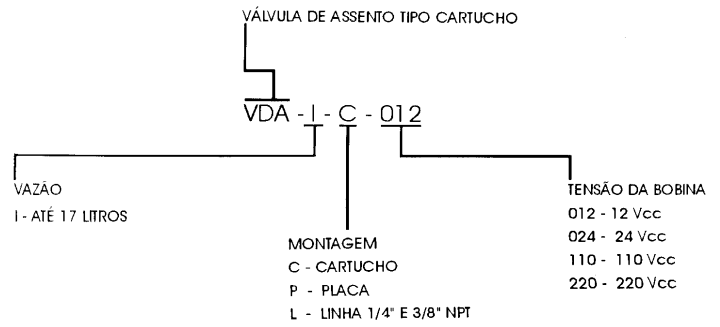 VÁLVULA DE ASSENTO TIPO CARTUCHO
VDA - I - C - 012
VAZÃO
I - ATÉ 17 LITROS
MONTAGEM
C - CARTUCHO
P - PLACA
L - LINHA 1/4" E 3/8" NPT
TENSÃO DA BOBINA
012 - 12 Vcc
024 - 24 Vcc
110 - 110 Vcc
220 - 220 Vcc